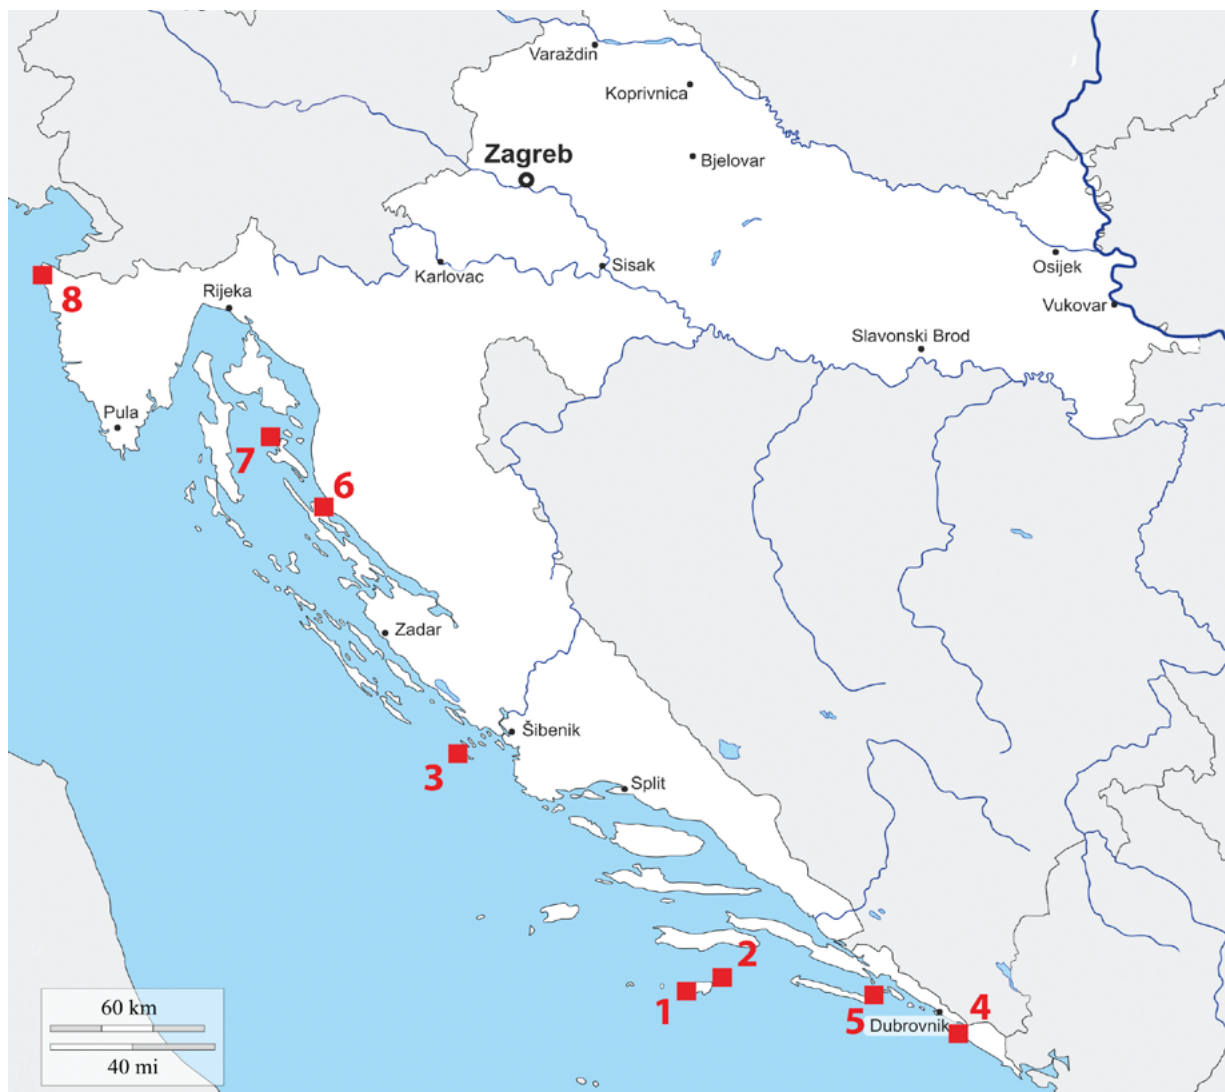 Varaždin
Koprivnica
Zagreb
Bjelovar
Karlovac
Sisak
Osijek
8
Rijeka
Vukovar
Slavonski Brod
Pula
7
6
Zadar
Šibenik
3
Split
2
1
5
4
Dubrovnik
60 km
40 mi